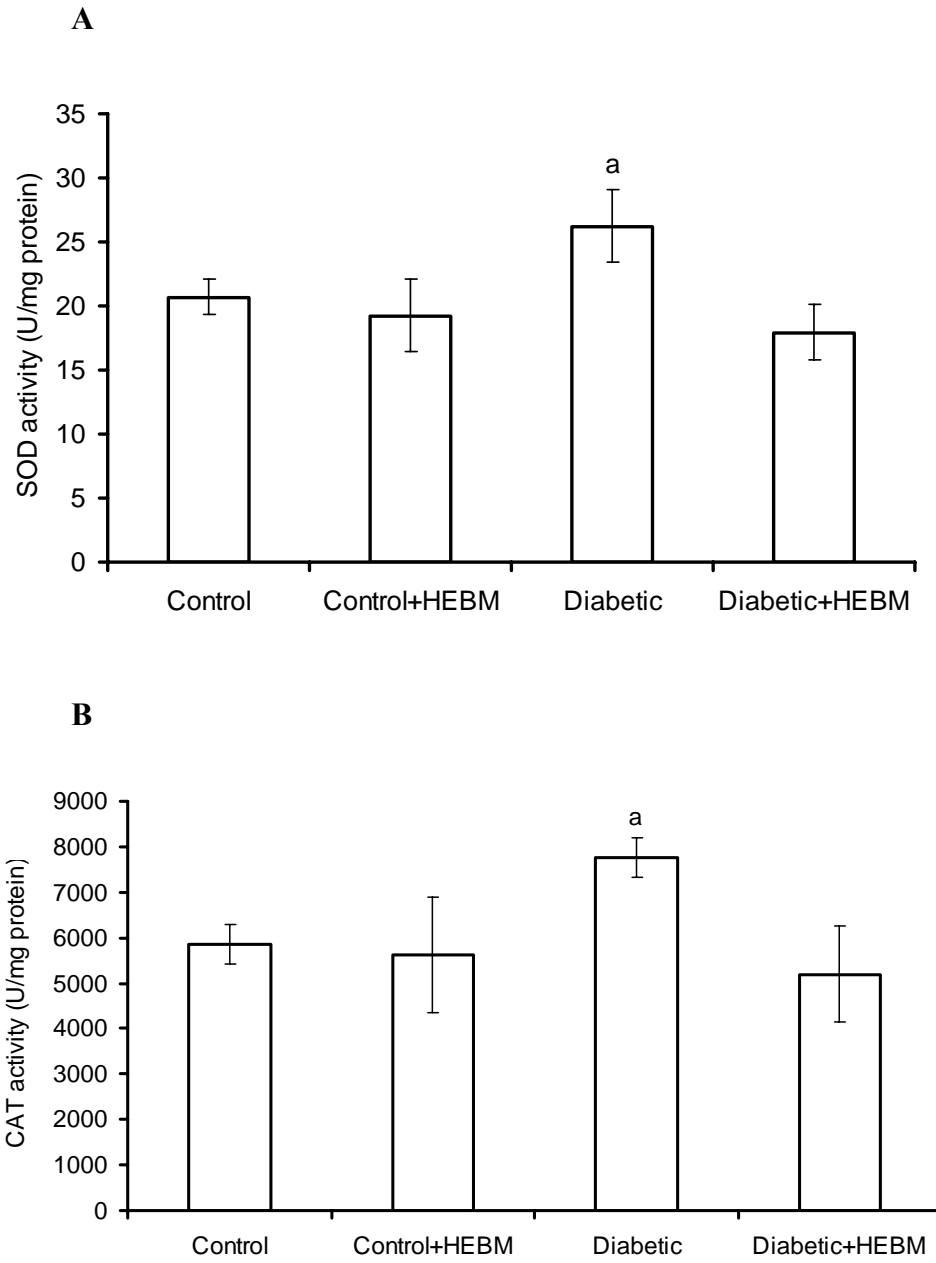 A
SOD activity (U/mg protein)
35
30
25
20
15
10
5
0
a
Control Control+HEBM Diabetic Diabetic+HEBM
B
CAT activity (U/mg protein)
9000
8000
7000
6000
5000
4000
3000
2000
1000
0
a
Control Control+HEBM Diabetic Diabetic+HEBM